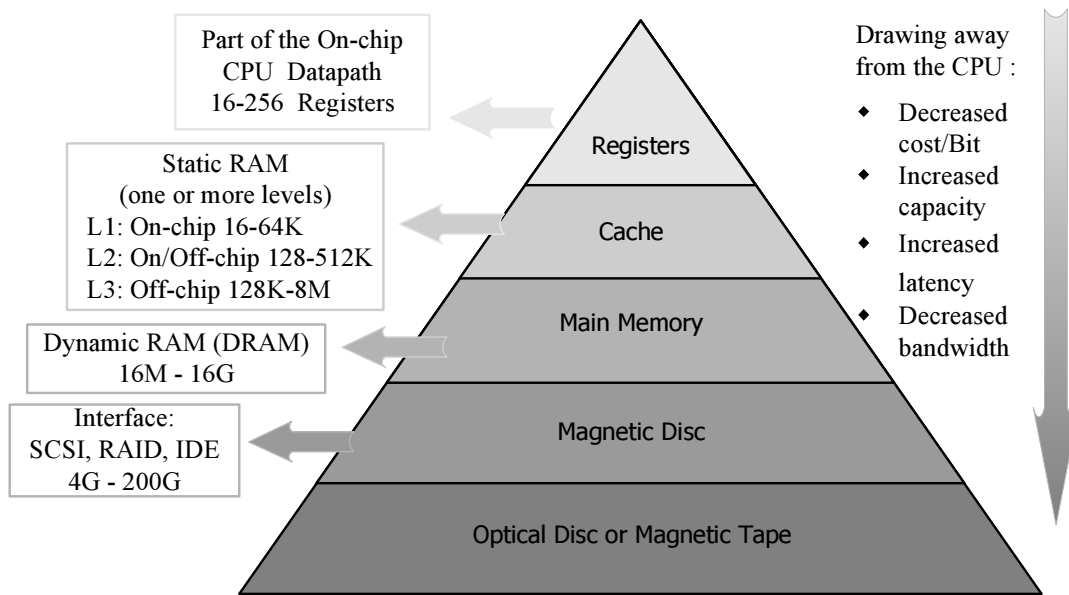 Part of the On-chip
CPU Datapath
16-256 Registers
Static RAM
(one or more levels)
L1: On-chip 16-64K
L2: On/Off-chip 128-512K
L3: Off-chip 128K-8M
Dynamic RAM (DRAM)
16M - 16G
Interface:
SCSI, RAID, IDE
4G - 200G
Registers
Cache
Main Memory
Magnetic Disc
Optical Disc or Magnetic Tape
Drawing away
from the CPU :
◆ Decreased
cost/Bit
◆ Increased
capacity
◆ Increased
latency
◆ Decreased
bandwidth